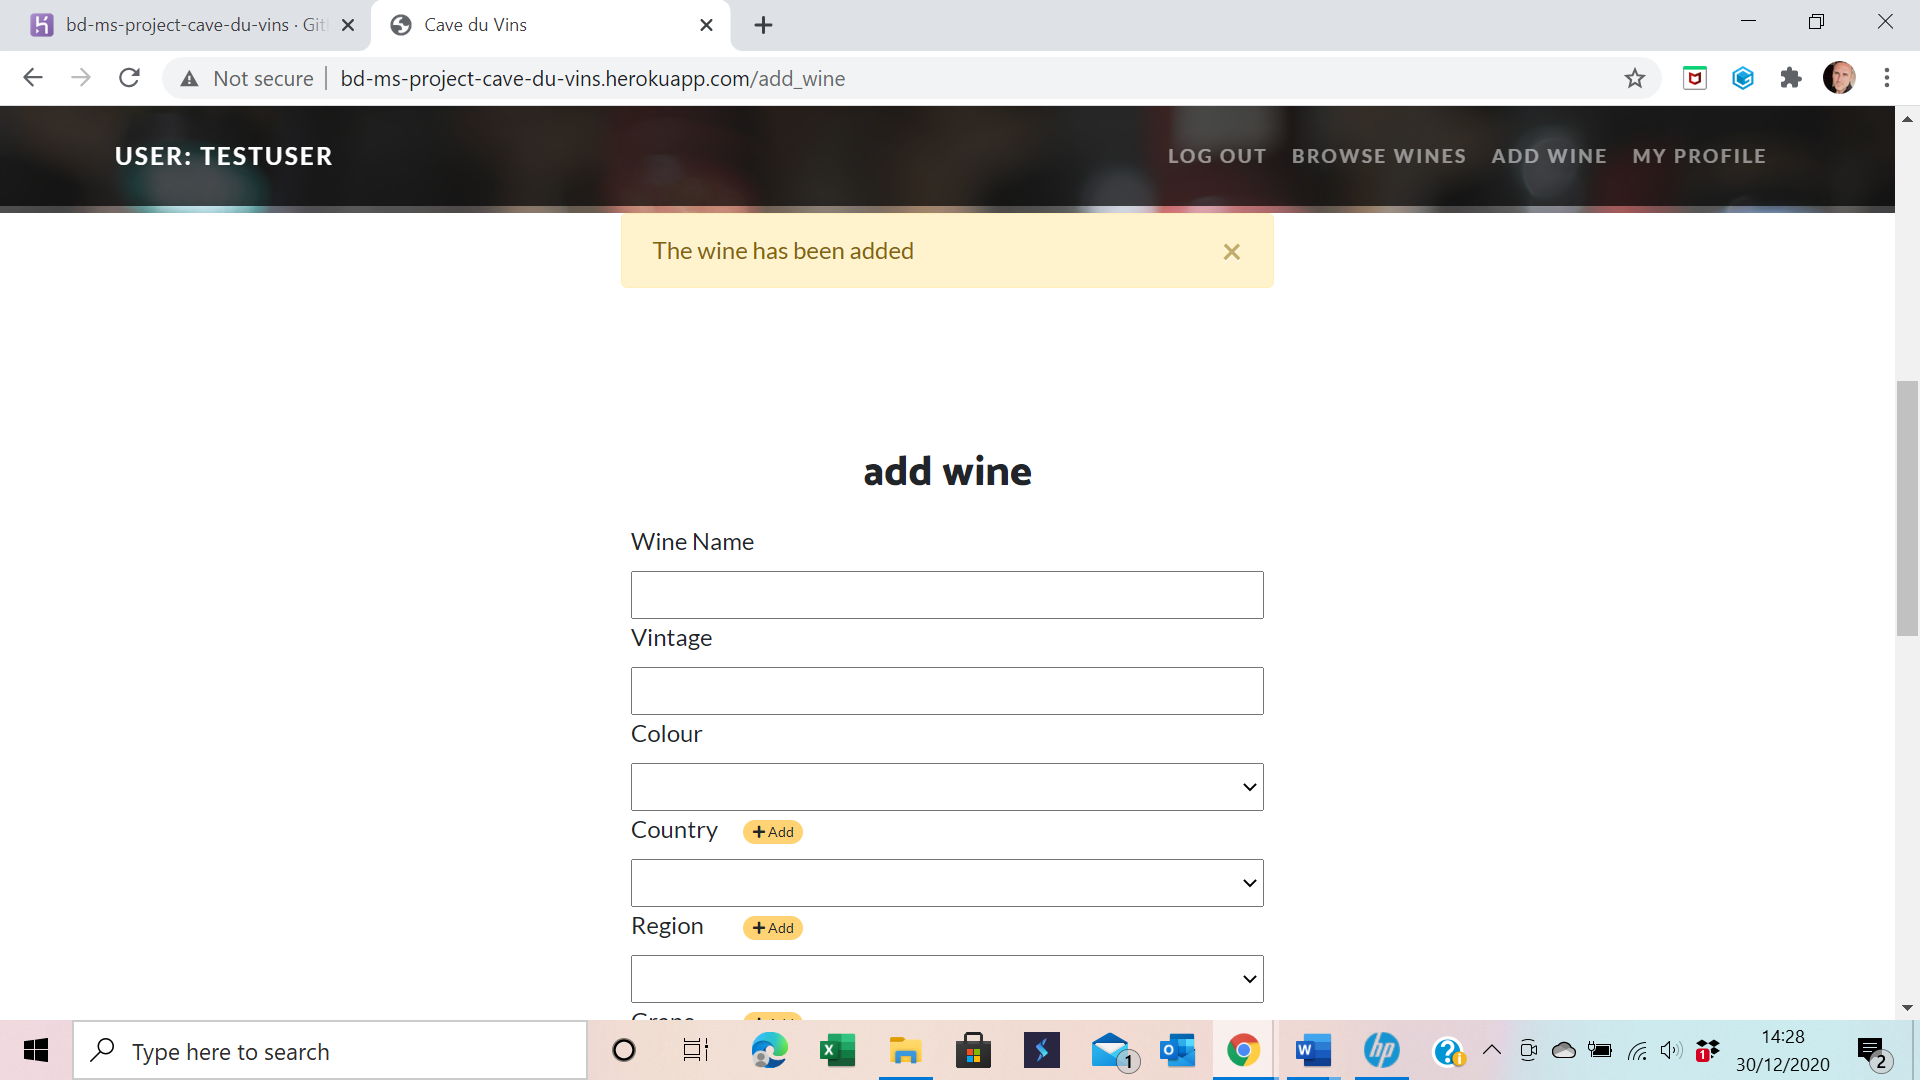 bd-ms-project-cave-du-vins · Git
Cave du Vins
Not secure
bd-ms-project-cave-du-vins.herokuapp.com/add_wine
USER: TESTUSER
LOG OUT BROWSE WINES ADD WINE MY PROFILE
The wine has been added
add wine
Wine Name
Vintage
Colour
Country
Add
Region
Add
Type here to search
1
1
14:28
30/12/2020
2